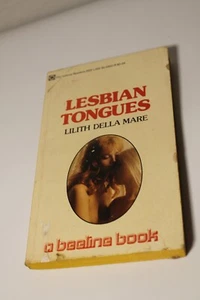 LESBIAN
TONGUES
LILITH DELLA MARE
a beeline book